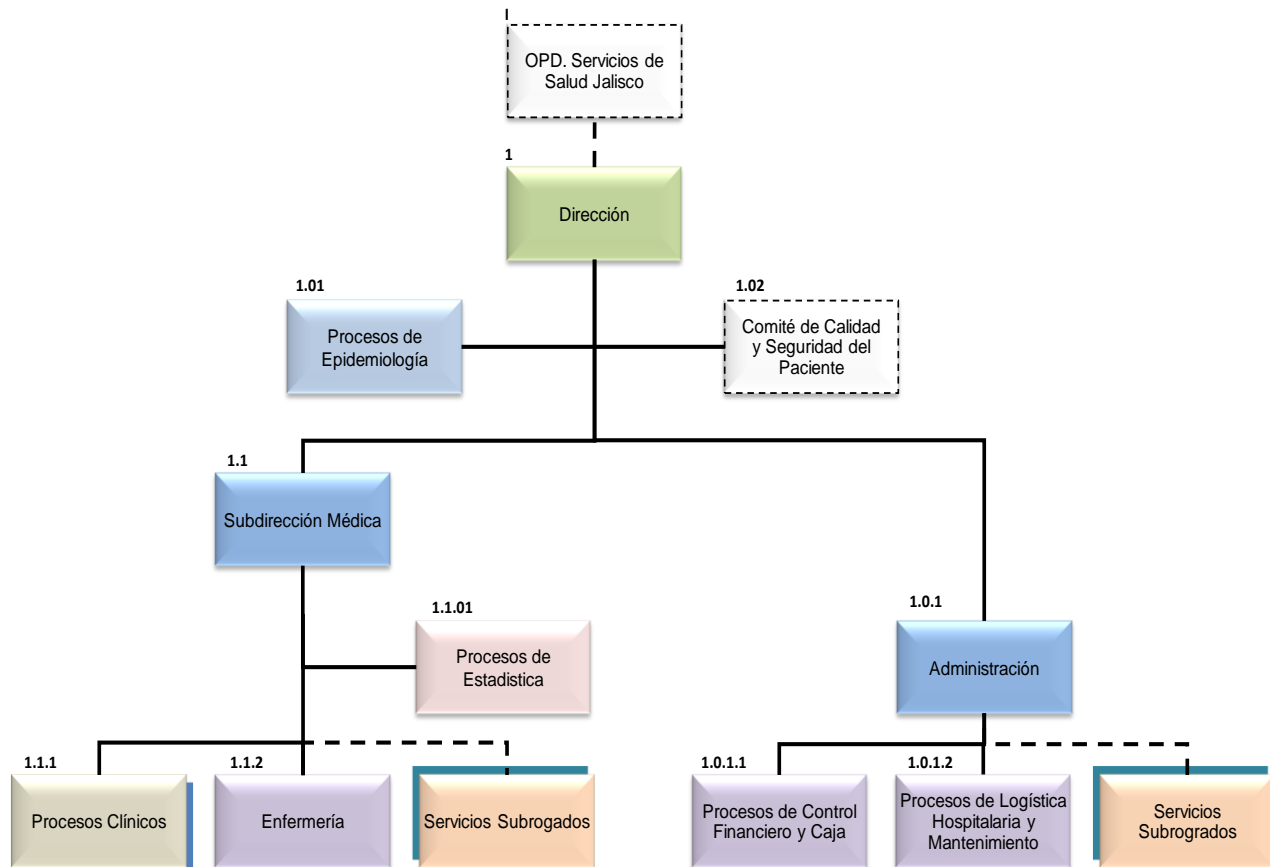 OPD. Servicios de
Salud Jalisco
1
Dirección
1.01
Procesos de
Epidemiología
1.02
Comité de Calidad
y Seguridad del
Paciente
1.1
Subdirección Médica
1.1.01
Procesos de
Estadistica
1.0.1
Administración
1.1.1
Procesos Clínicos
1.1.2
Enfermería
Servicios Subrogados
1.0.1.1
Procesos de Control
Financiero y Caja
1.0.1.2
Procesos de Logística
Hospitalaria y
Mantenimiento
Servicios
Subrogrados